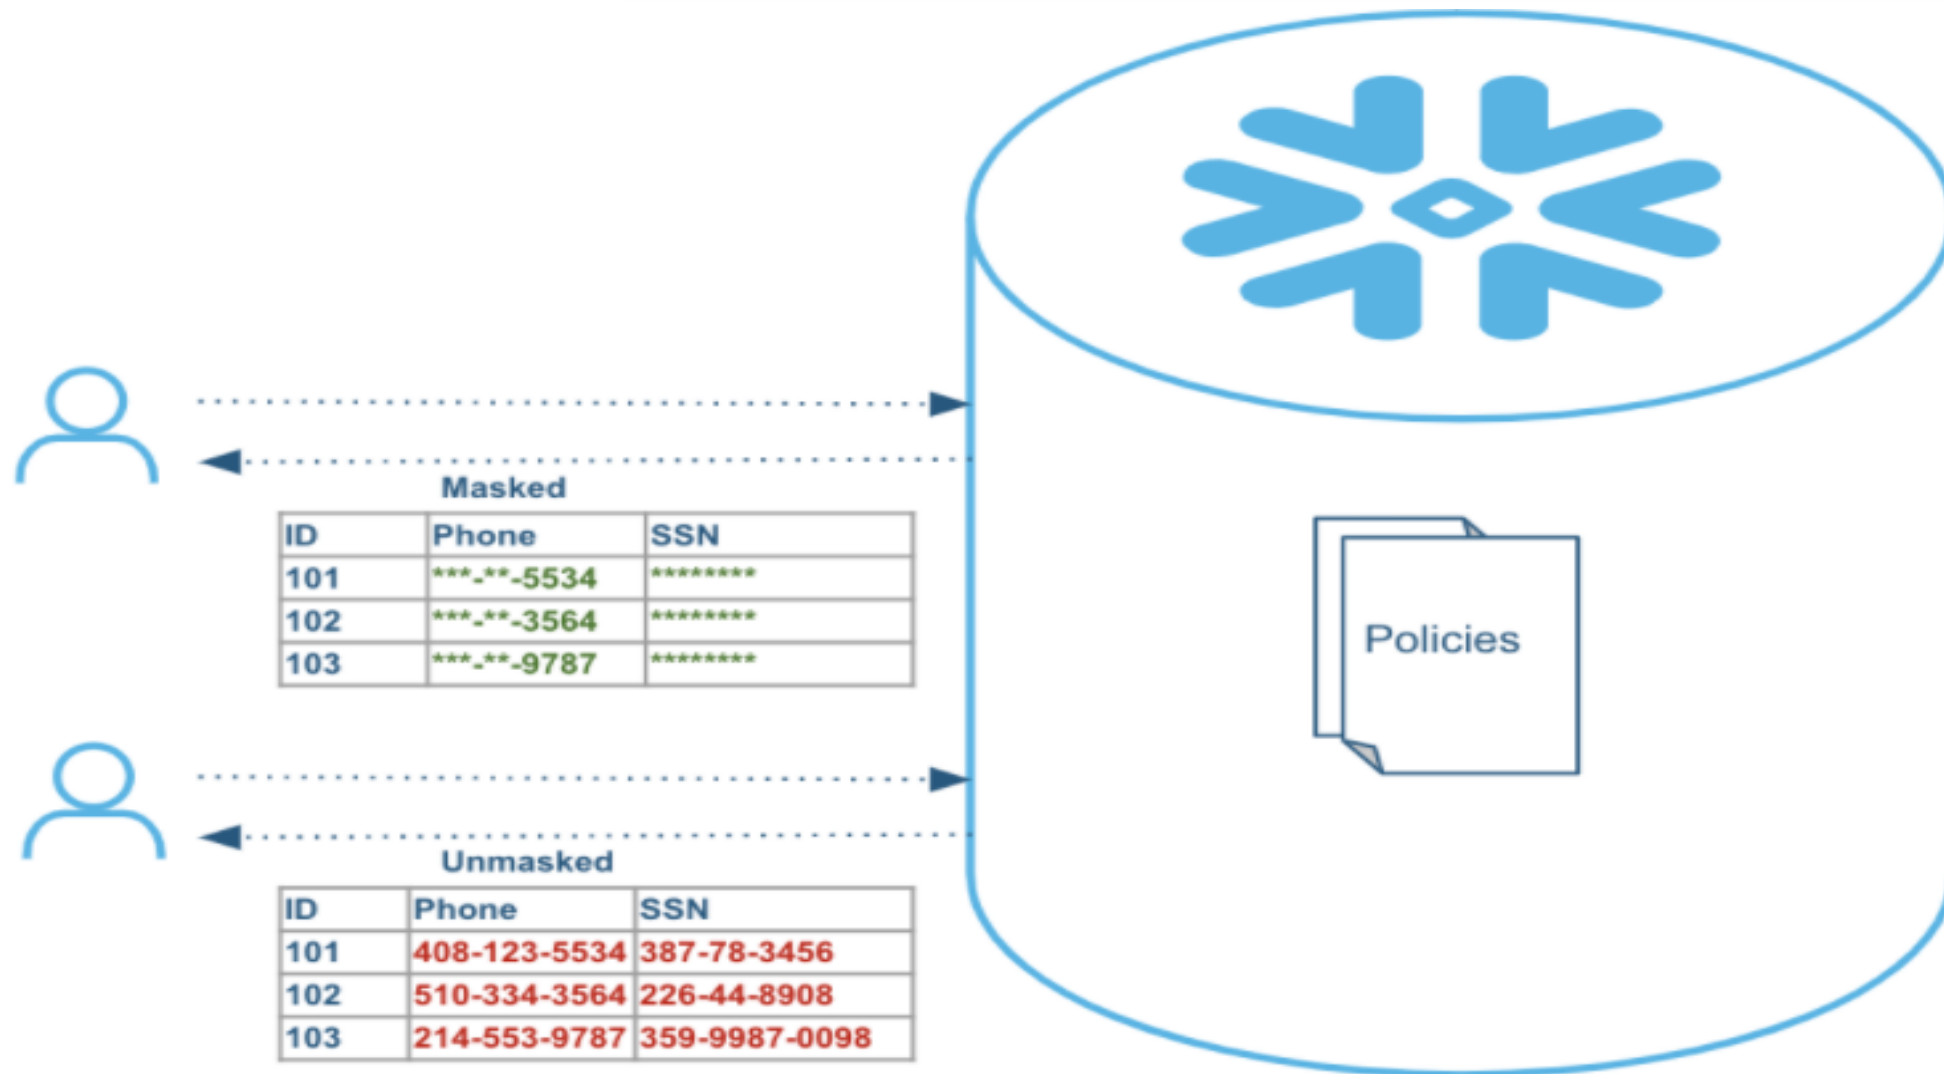 Masked
ID Phone SSN
101 ***-**-5534 ********
102 ***-**-3564 ********
103 ***-**-9787 ********
Policies
Unmasked
ID Phone SSN
101 408-123-5534 387-78-3456
102 510-334-3564 226-44-8908
103 214-553-9787 359-9987-0098